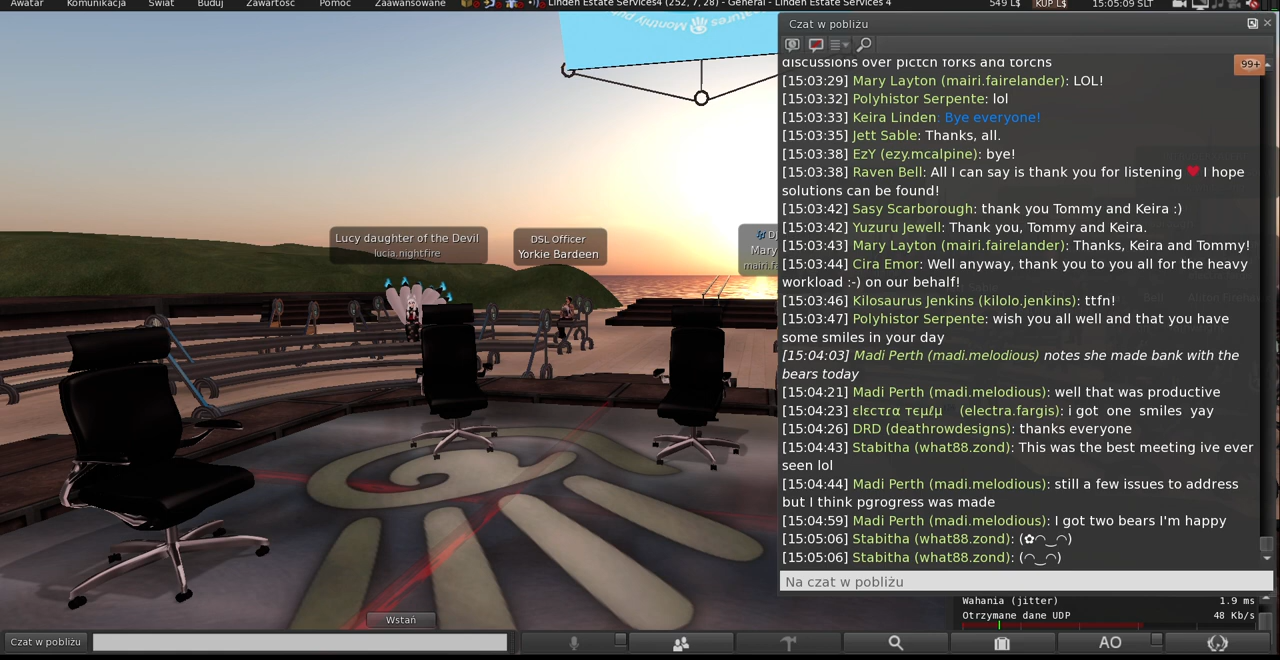 Awatar Komunikacja Świat Buduj Zawartość Pomoc Zaawansowane
Linden Estate Services4 (252, 7, 28) - General - Linden Estate Services 4
549 L$ KUP L$ 15:05:09 SLT
Monthly
Czat w pobliżu
99+
discussions over pictch forks and torchs
[15:03:29] Mary Layton (mairi.fairelander): LOL!
[15:03:32] Polyhistor Serpente: lol
[15:03:33] Keira Linden: Bye everyone!
[15:03:35] Jett Sable: Thanks, all.
[15:03:38] EzY (ezy.mcalpine): bye!
[15:03:38] Raven Bell: All I can say is thank you for listening ♥ I hope
solutions can be found!
[15:03:42] Sasy Scarborough: thank you Tommy and Keira :)
[15:03:42] Yuzuru Jewell: Thank you, Tommy and Keira.
[15:03:43] Mary Layton (mairi.fairelander): Thanks, Keira and Tommy!
[15:03:44] Cira Emor: Well anyway, thank you to you all for the heavy
workload :-) on our behalf!
[15:03:46] Kilosaurus Jenkins (kilolo.jenkins): ttfn!
[15:03:47] Polyhistor Serpente: wish you all well and that you have
some smiles in your day
[15:04:03] Madi Perth (madi.melodious) notes she made bank with the
bears today
[15:04:21] Madi Perth (madi.melodious): well that was productive
[15:04:23] εlεcтɾα тεμℓμ (electra.fargis): i got one smiles yay
[15:04:26] DRD (deathrowdesigns): thanks everyone
[15:04:43] Stabitha (what88.zond): This was the best meeting ive ever
seen lol
[15:04:44] Madi Perth (madi.melodious): still a few issues to address
but I think pgrogress was made
[15:04:59] Madi Perth (madi.melodious): I got two bears I'm happy
[15:05:06] Stabitha (what88.zond): (✿◠‿◠)
[15:05:06] Stabitha (what88.zond): (◠‿◠)
Na czat w pobliżu
Lucy daughter of the Devil
lucia.nightfire
DSL Officer
Yorkie Bardeen
Mary
Wahania (jitter) 1.9 ms
Otrzymane dane UDP 48 Kb/s
Wstań
Czat w pobliżu
AO